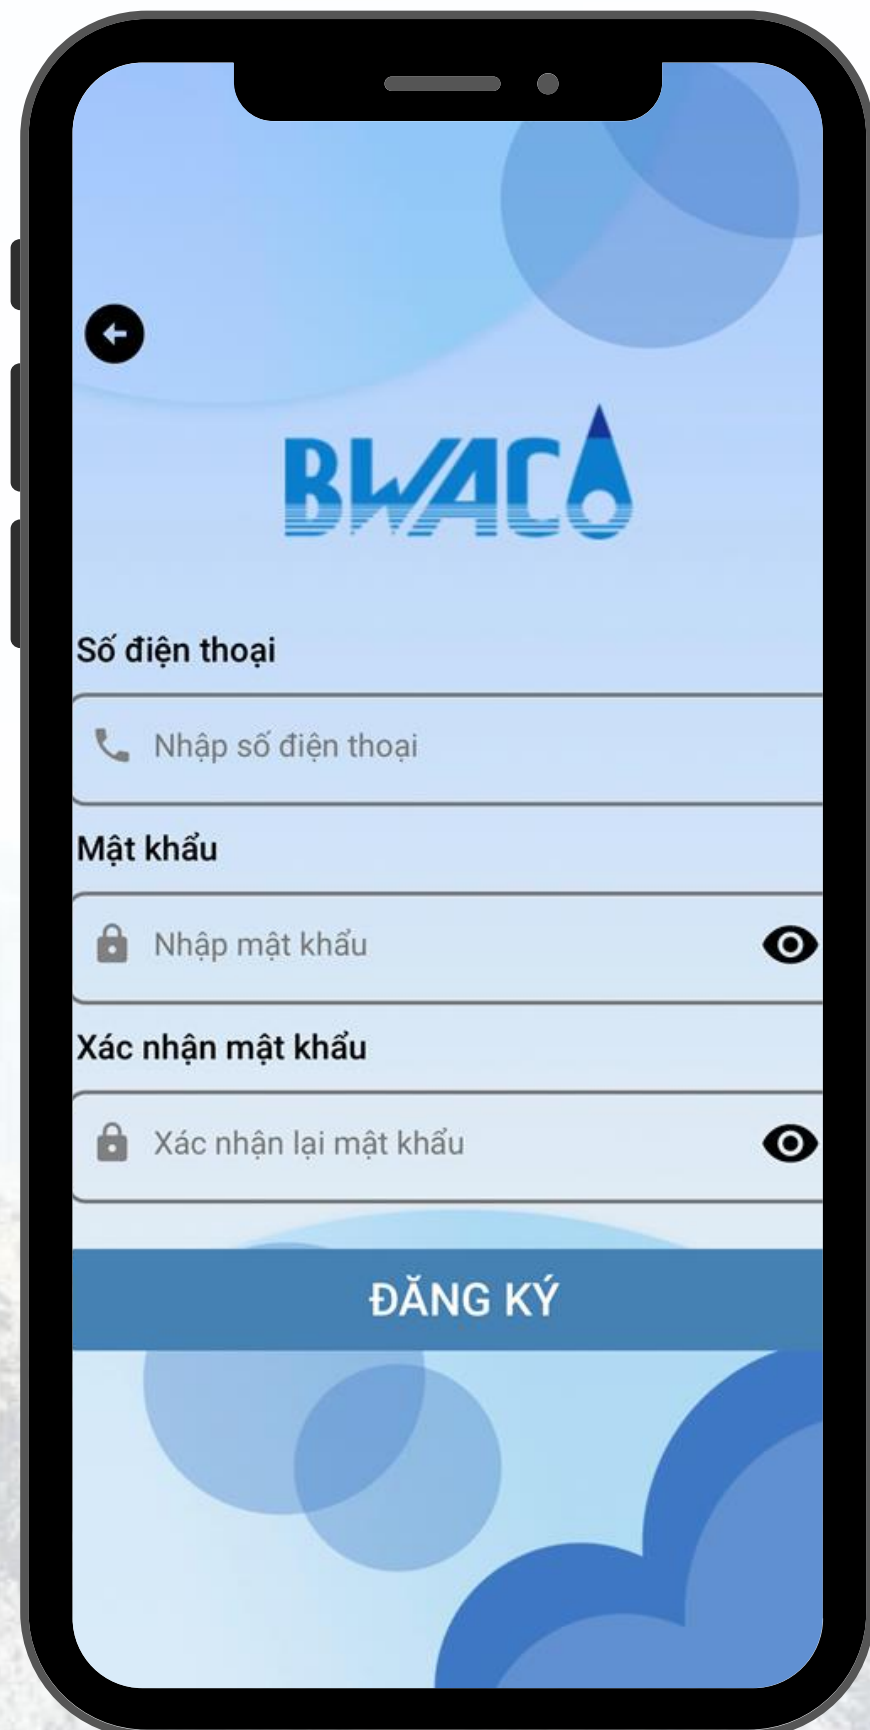 BWACO
Số điện thoại
Nhập số điện thoại
Mật khẩu
Nhập mật khẩu
Xác nhận mật khẩu
Xác nhận lại mật khẩu
ĐĂNG KÝ